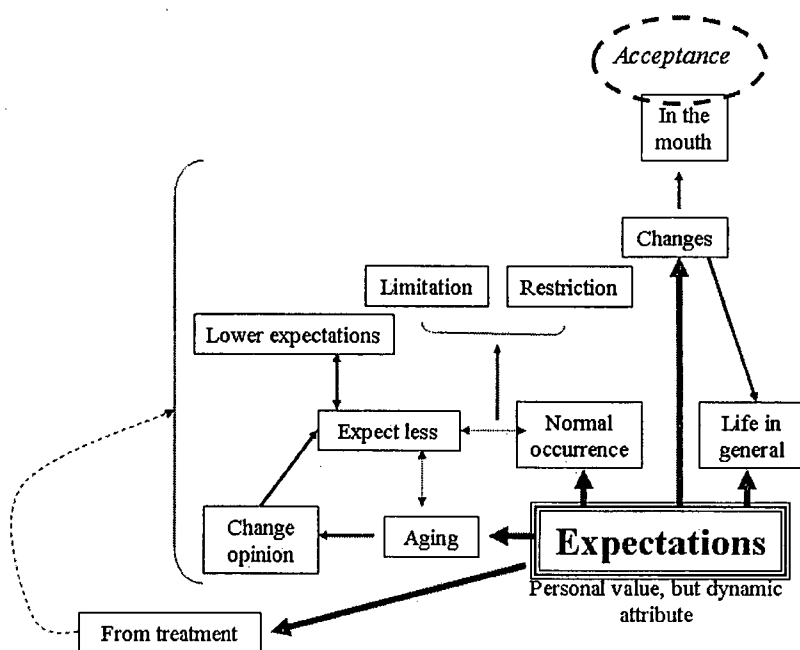 Acceptance
In the
mouth
Changes
Limitation
Restriction
Lower expectations
Expect less
Normal
occurrence
Life in
general
Change
opinion
Aging
Expectations
Personal value, but dynamic
attribute
From treatment